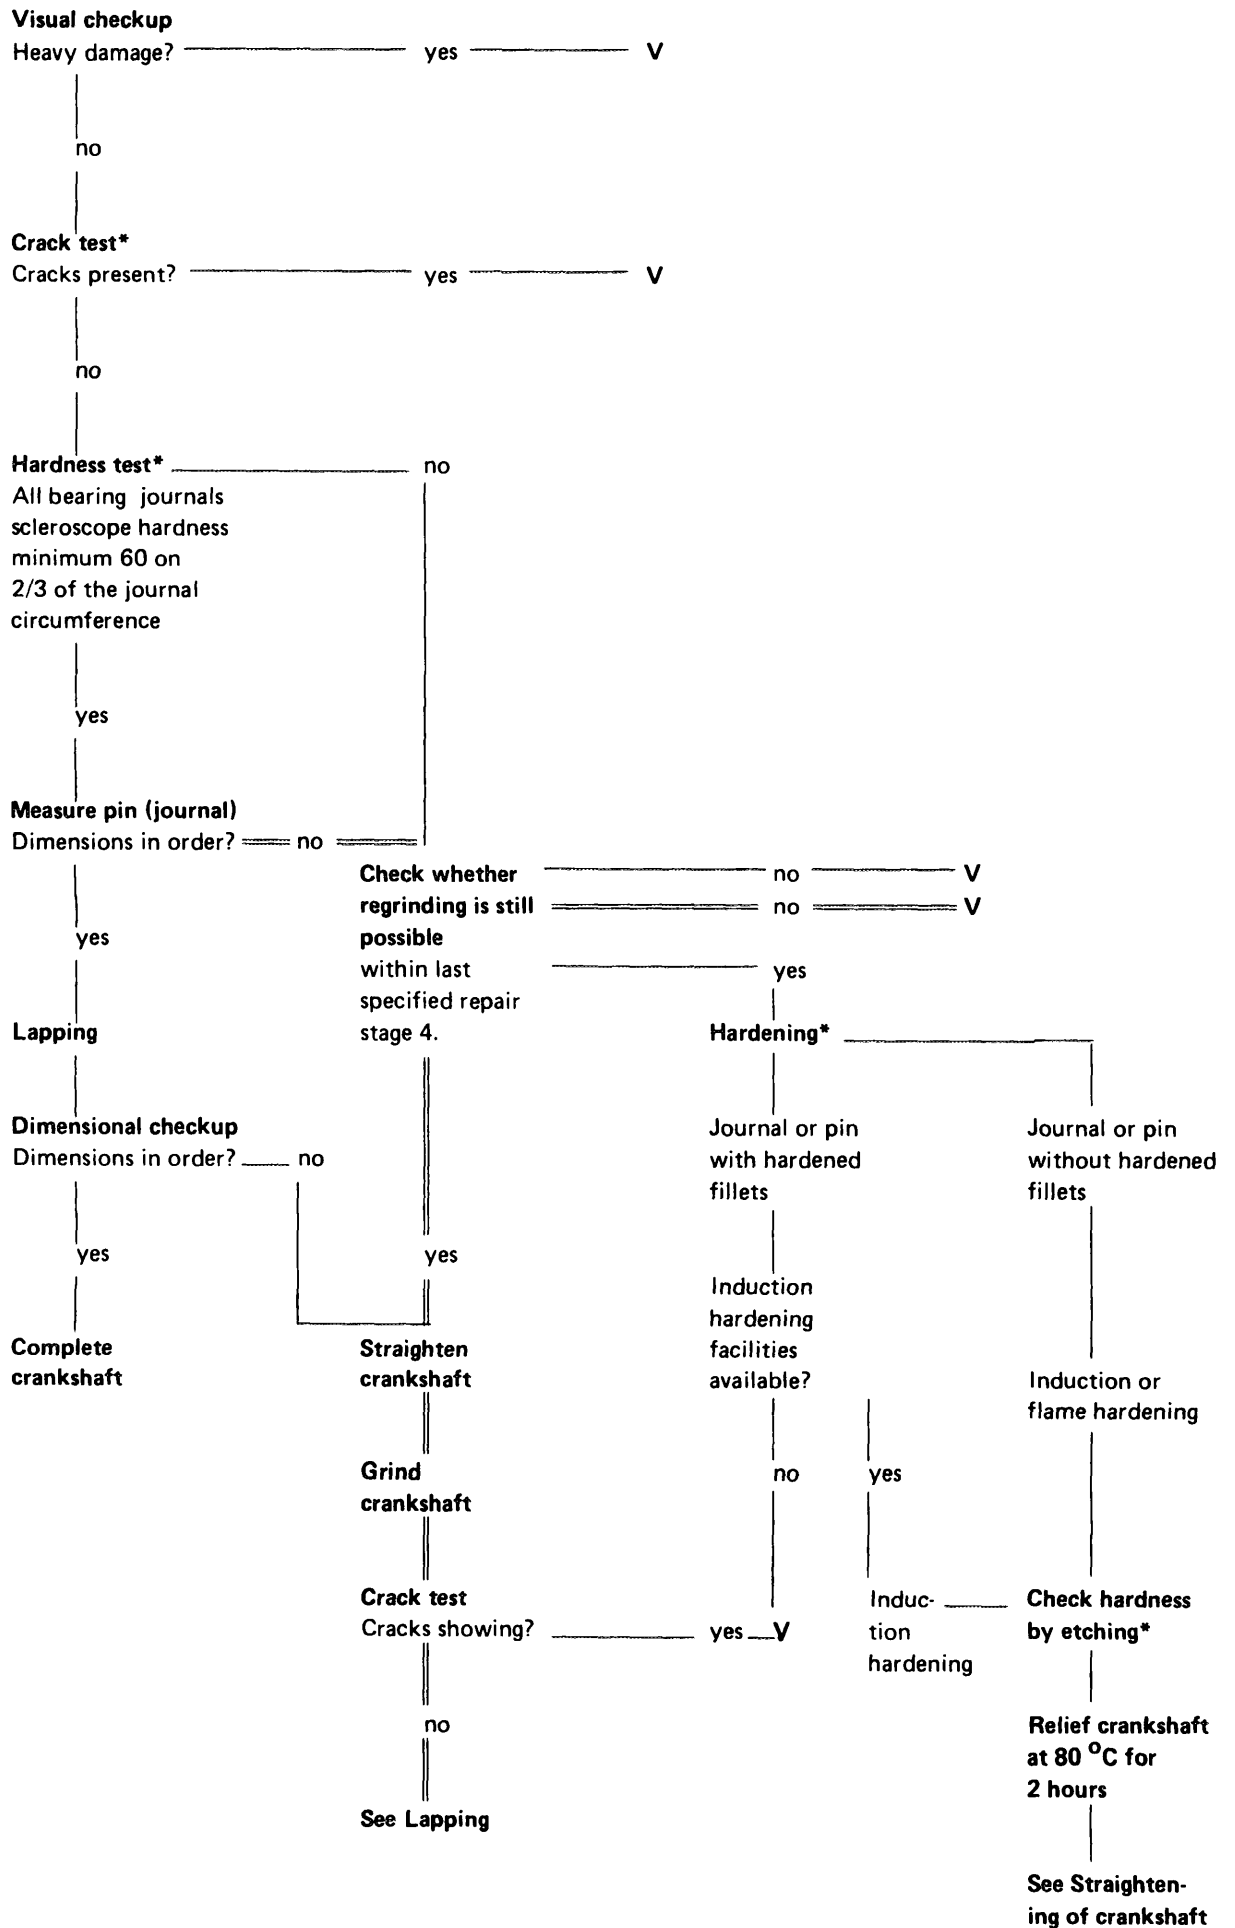 Visual checkup
Heavy damage? yes V
no
Crack test*
Cracks present? yes V
no
Hardness test* no
All bearing journals
scleroscope hardness
minimum 60 on
2/3 of the journal
circumference
yes
Measure pin (journal)
Dimensions in order? no
Check whether no V
regrinding is still no V
possible
within last yes
specified repair
stage 4.
yes
Lapping
Hardening*
Dimensional checkup
Dimensions in order? no
Journal or pin
with hardened
fillets
Journal or pin
without hardened
fillets
yes
yes
Induction
hardening
facilities
available?
Complete
crankshaft
Straighten
crankshaft
Induction or
flame hardening
Grind
crankshaft
no
yes
Crack test
Cracks showing? yes V
Induc-
tion
hardening
Check hardness
by etching*
no
Relief crankshaft
at 80 °C for
2 hours
See Lapping
See Straighten-
ing of crankshaft